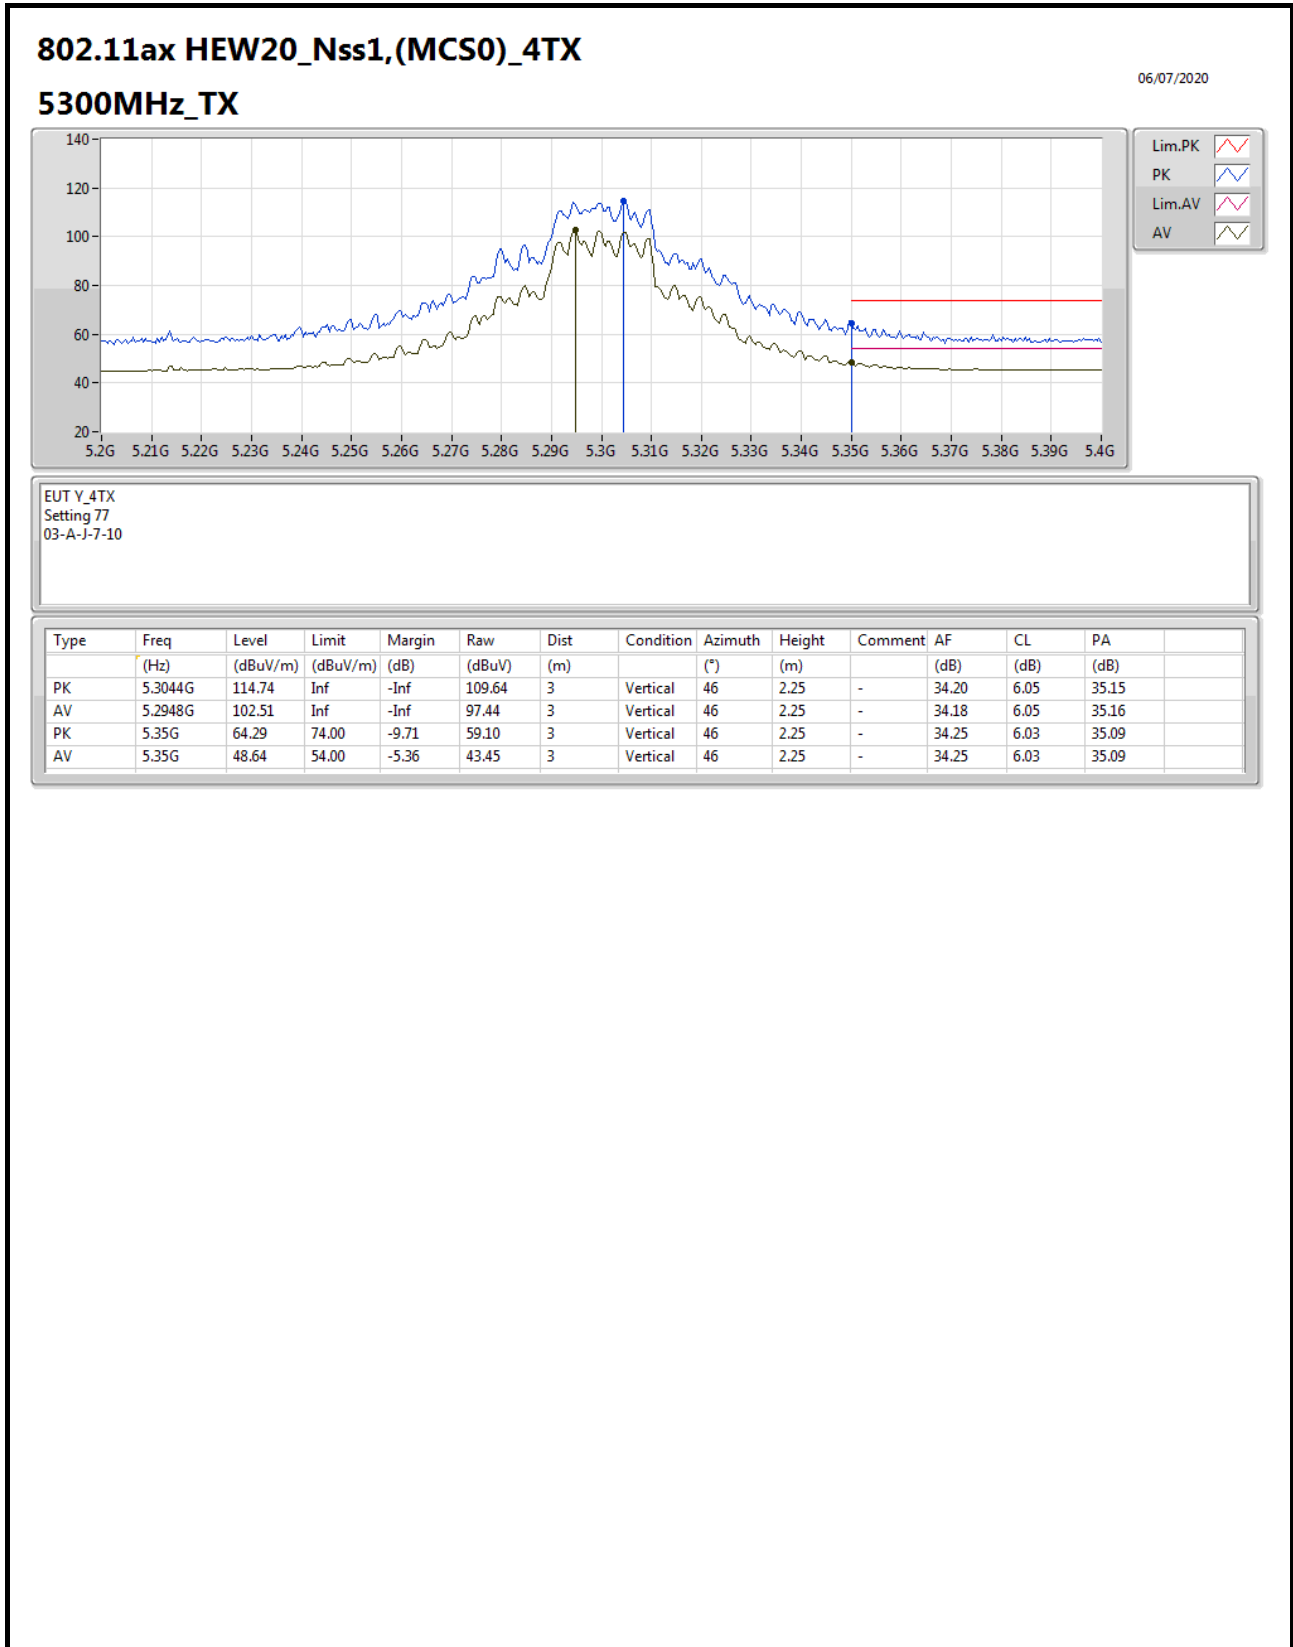 802.11ax HEW20_Nss1,(MCS0)_4TX
06/07/2020
5300MHz_TX
140
120
100
80
60
40
20
5.2G 5.21G 5.22G 5.23G 5.24G 5.25G 5.26G 5.27G 5.28G 5.29G 5.3G 5.31G 5.32G 5.33G 5.34G 5.35G 5.36G 5.37G 5.38G 5.39G 5.4G
Lim.PK
PK
Lim.AV
AV
EUT Y_4TX
Setting 77
03-A-J-7-10
Type Freq Level Limit Margin Raw Dist Condition Azimuth Height Comment AF CL PA
(Hz) (dBuV/m) (dBuV/m) (dB) (dBuV) (m) (°) (m) (dB) (dB) (dB)
PK 5.3044G 114.74 Inf -Inf 109.64 3 Vertical 46 2.25 - 34.20 6.05 35.15
AV 5.2948G 102.51 Inf -Inf 97.44 3 Vertical 46 2.25 - 34.18 6.05 35.16
PK 5.35G 64.29 74.00 -9.71 59.10 3 Vertical 46 2.25 - 34.25 6.03 35.09
AV 5.35G 48.64 54.00 -5.36 43.45 3 Vertical 46 2.25 - 34.25 6.03 35.09